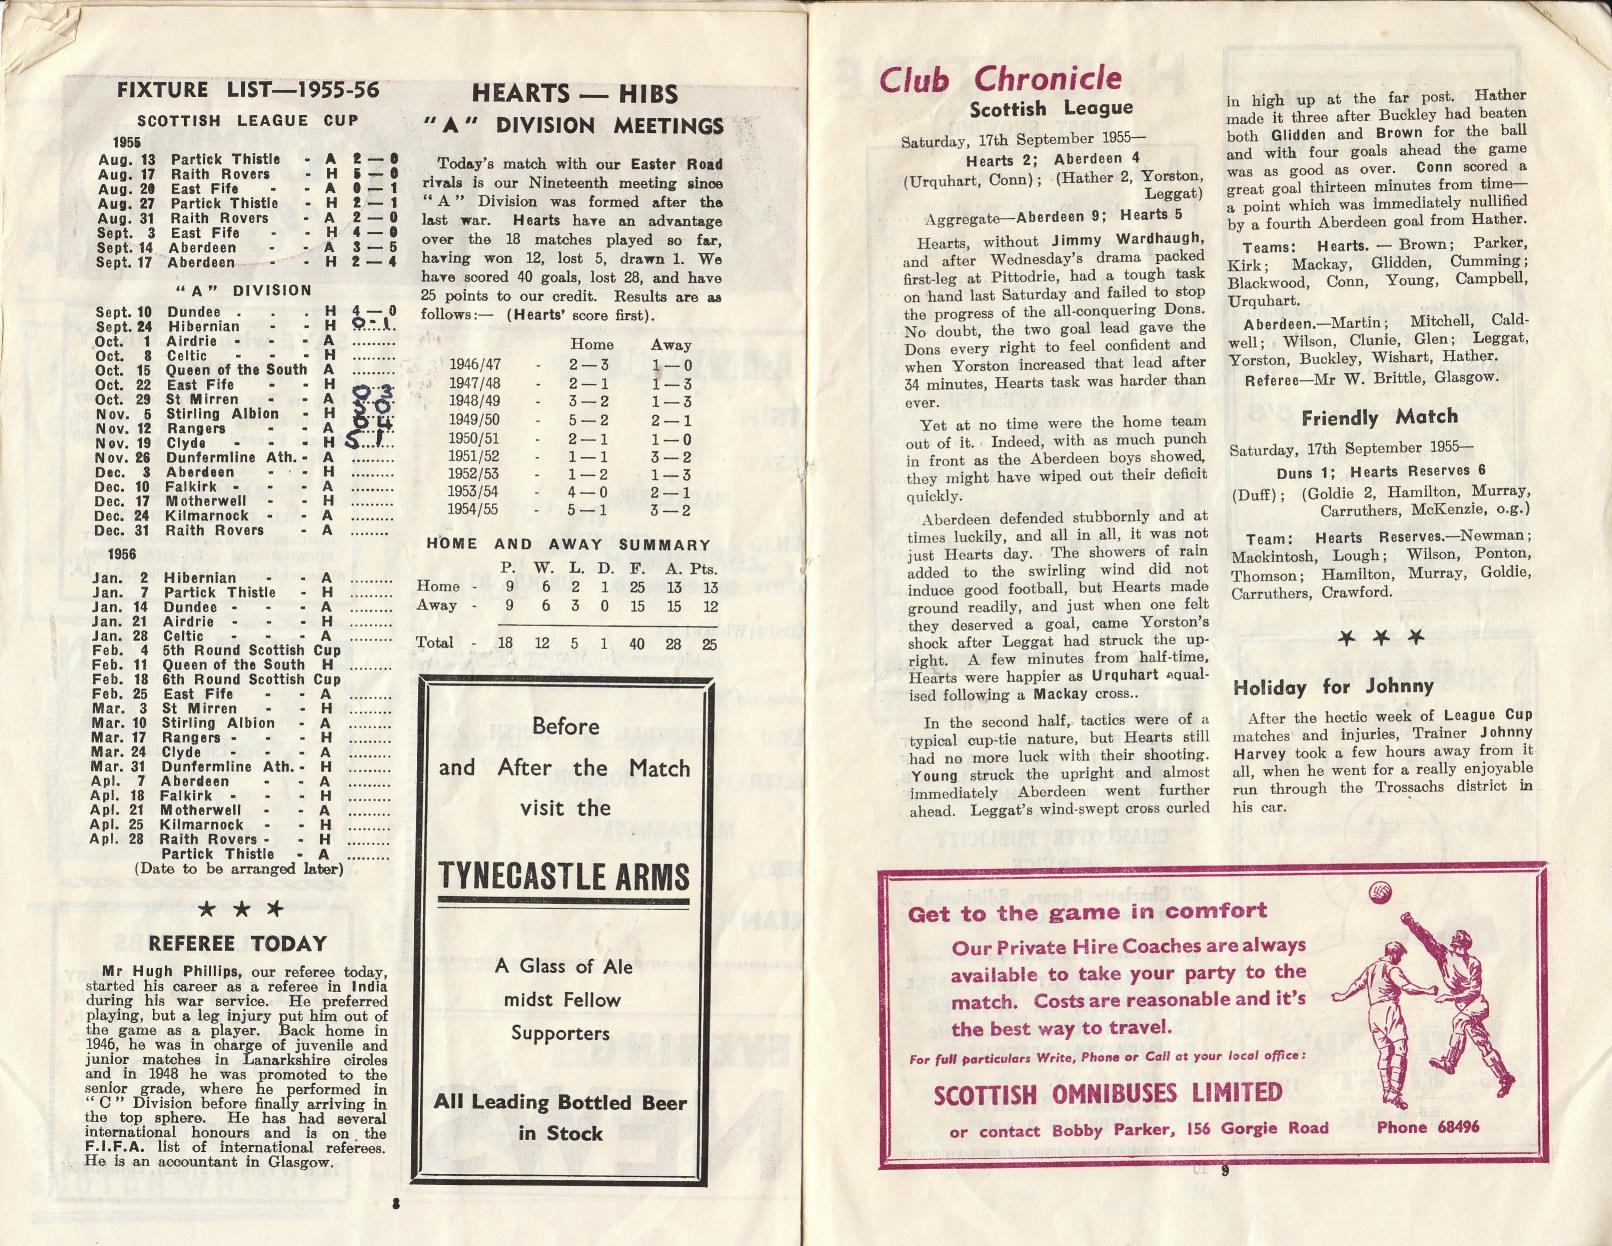 FIXTURE LIST—1955-56
SCOTTISH LEAGUE CUP
1955
Aug. 13 Partick Thistle - A 2 — 0
Aug. 17 Raith Rovers - H 5 — 0
Aug. 20 East Fife - - A 0 — 1
Aug. 27 Partick Thistle - H 2 — 1
Aug. 31 Raith Rovers - A 2 — 0
Sept. 3 East Fife - - H 4 — 0
Sept. 14 Aberdeen - - A 3 — 5
Sept. 17 Aberdeen - - H 2 — 4
"A" DIVISION
Sept. 10 Dundee . . . H 4 — 0
Sept. 24 Hibernian - - H 0-1
Oct. 1 Airdrie - - - A .........
Oct. 8 Celtic - - - H .........
Oct. 15 Queen of the South A .........
Oct. 22 East Fife - - H .........
Oct. 29 St Mirren - - A 0 3
Nov. 5 Stirling Albion - H 5 0
Nov. 12 Rangers - - A 0 4
Nov. 19 Clyde - - - H 5 1
Nov. 26 Dunfermline Ath. - A .........
Dec. 3 Aberdeen - - H .........
Dec. 10 Falkirk - - - A .........
Dec. 17 Motherwell - - H .........
Dec. 24 Kilmarnock - - A .........
Dec. 31 Raith Rovers - A ........
1956
Jan. 2 Hibernian - - A .........
Jan. 7 Partick Thistle - H .........
Jan. 14 Dundee - - - A .........
Jan. 21 Airdrie - - - H .........
Jan. 28 Celtic - - - A .........
Feb. 4 5th Round Scottish Cup
Feb. 11 Queen of the South H .........
Feb. 18 6th Round Scottish Cup
Feb. 25 East Fife - - A .........
Mar. 3 St Mirren - - H .........
Mar. 10 Stirling Albion - A .........
Mar. 17 Rangers - - - H .........
Mar. 24 Clyde - - - A .........
Mar. 31 Dunfermline Ath. - H .........
Apl. 7 Aberdeen - - A .........
Apl. 18 Falkirk - - - H .........
Apl. 21 Motherwell - - A .........
Apl. 25 Kilmarnock - - H .........
Apl. 28 Raith Rovers - - H .........
Partick Thistle - A .........
(Date to be arranged later)
REFEREE TODAY
Mr Hugh Phillips, our referee today,
started his career as a referee in India
during his war service. He preferred
playing, but a leg injury put him out of
the game as a player. Back home in
1946, he was in charge of juvenile and
junior matches in Lanarkshire circles
and in 1948 he was promoted to the
senior grade, where he performed in
"C" Division before finally arriving in
the top sphere. He has had several
international honours and is on the
F.I.F.A. list of international referees.
He is an accountant in Glasgow.
HEARTS — HIBS
"A" DIVISION MEETINGS
Today's match with our Easter Road
rivals is our Nineteenth meeting since
"A" Division was formed after the
last war. Hearts have an advantage
over the 18 matches played so far,
having won 12, lost 5, drawn 1. We
have scored 40 goals, lost 28, and have
25 points to our credit. Results are as
follows:— (Hearts' score first).
Home Away
1946/47 - 2—3 1—0
1947/48 - 2—1 1—3
1948/49 - 3—2 1—3
1949/50 - 5—2 2—1
1950/51 - 2—1 1—0
1951/52 - 1—1 3—2
1952/53 - 1—2 1—3
1953/54 - 4—0 2—1
1954/55 - 5—1 3—2
HOME AND AWAY SUMMARY
P. W. L. D. F. A. Pts.
Home - 9 6 2 1 25 13 13
Away - 9 6 3 0 15 15 12
Total - 18 12 5 1 40 28 25
Before
and After the Match
visit the
TYNECASTLE ARMS
A Glass of Ale
midst Fellow
Supporters
All Leading Bottled Beer
in Stock
8
Club Chronicle
Scottish League
Saturday, 17th September 1955—
Hearts 2; Aberdeen 4
(Urquhart, Conn); (Hather 2, Yorston,
Leggat)
Aggregate—Aberdeen 9; Hearts 5
Hearts, without Jimmy Wardhaugh,
and after Wednesday's drama packed
first-leg at Pittodrie, had a tough task
on hand last Saturday and failed to stop
the progress of the all-conquering Dons.
No doubt, the two goal lead gave the
Dons every right to feel confident and
when Yorston increased that lead after
34 minutes, Hearts task was harder than
ever.
Yet at no time were the home team
out of it. Indeed, with as much punch
in front as the Aberdeen boys showed,
they might have wiped out their deficit
quickly.
Aberdeen defended stubbornly and at
times luckily, and all in all, it was not
just Hearts day. The showers of rain
added to the swirling wind did not
induce good football, but Hearts made
ground readily, and just when one felt
they deserved a goal, came Yorston's
shock after Leggat had struck the up-
right. A few minutes from half-time,
Hearts were happier as Urquhart equal-
ised following a Mackay cross..
In the second half, tactics were of a
typical cup-tie nature, but Hearts still
had no more luck with their shooting.
Young struck the upright and almost
immediately Aberdeen went further
ahead. Leggat's wind-swept cross curled
in high up at the far post. Hather
made it three after Buckley had beaten
both Glidden and Brown for the ball
and with four goals ahead the game
was as good as over. Conn scored a
great goal thirteen minutes from time—
a point which was immediately nullified
by a fourth Aberdeen goal from Hather.
Teams: Hearts. — Brown; Parker,
Kirk; Mackay, Glidden, Cumming;
Blackwood, Conn, Young, Campbell,
Urquhart.
Aberdeen.—Martin; Mitchell, Cald-
well; Wilson, Clunie, Glen; Leggat,
Yorston, Buckley, Wishart, Hather.
Referee—Mr W. Brittle, Glasgow.
Friendly Match
Saturday, 17th September 1955—
Duns 1; Hearts Reserves 6
(Duff); (Goldie 2, Hamilton, Murray,
Carruthers, McKenzie, o.g.)
Team: Hearts Reserves.—Newman;
Mackintosh, Lough; Wilson, Ponton,
Thomson; Hamilton, Murray, Goldie,
Carruthers, Crawford.
Holiday for Johnny
After the hectic week of League Cup
matches and injuries, Trainer Johnny
Harvey took a few hours away from it
all, when he went for a really enjoyable
run through the Trossachs district in
his car.
Get to the game in comfort
Our Private Hire Coaches are always
available to take your party to the
match. Costs are reasonable and it's
the best way to travel.
For full particulars Write, Phone or Call at your local office:
SCOTTISH OMNIBUSES LIMITED
or contact Bobby Parker, 156 Gorgie Road Phone 68496
9